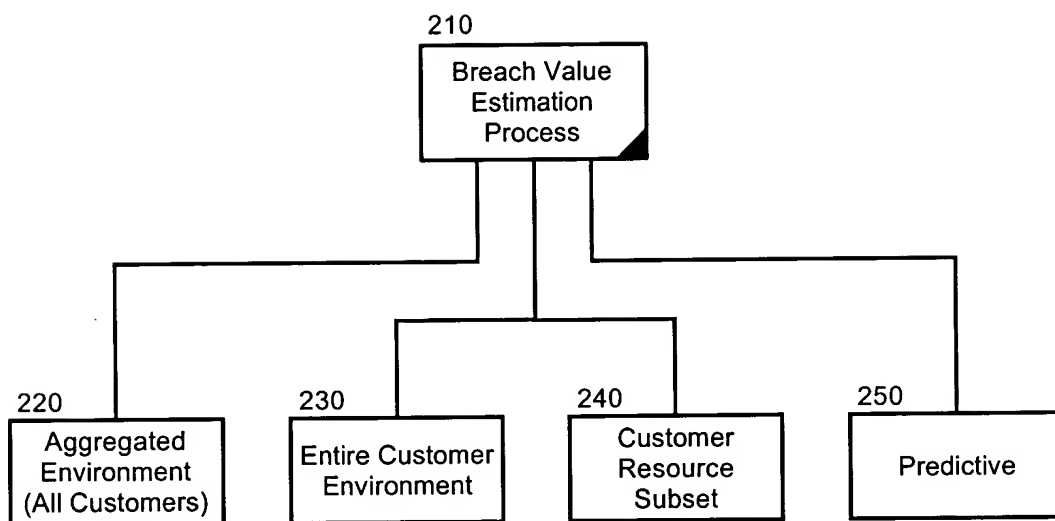 210
Breach Value
Estimation
Process
220
Aggregated
Environment
(All Customers)
230
Entire Customer
Environment
240
Customer
Resource
Subset
250
Predictive